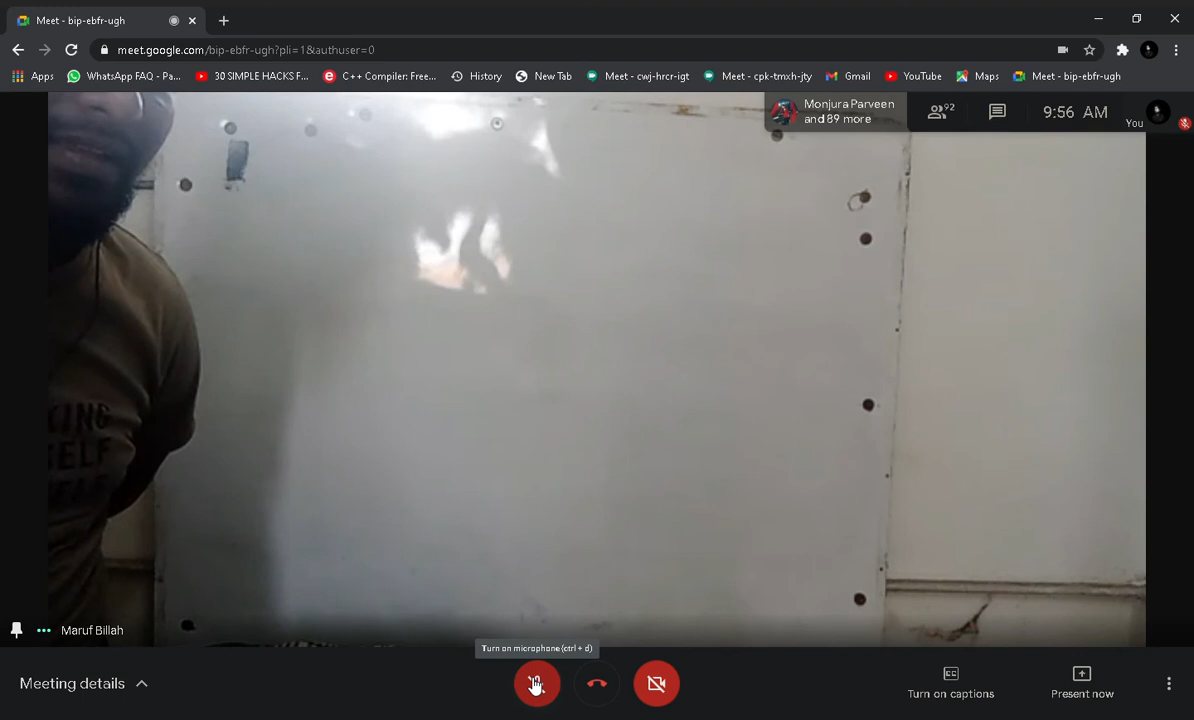 Meet - bip-ebfr-ugh
meet.google.com/bip-ebfr-ugh?pli=1&authuser=0
Apps
WhatsApp FAQ - Pa...
30 SIMPLE HACKS F...
C++ Compiler: Free...
History
New Tab
Meet - cwj-hrcr-igt
Meet - cpk-tmxh-jty
Gmail
YouTube
Maps
Meet - bip-ebfr-ugh
Monjura Parveen
and 89 more
92
9:56 AM
You
KING
SELF
Maruf Billah
Turn on microphone (ctrl + d)
Meeting details
Turn on captions
Present now